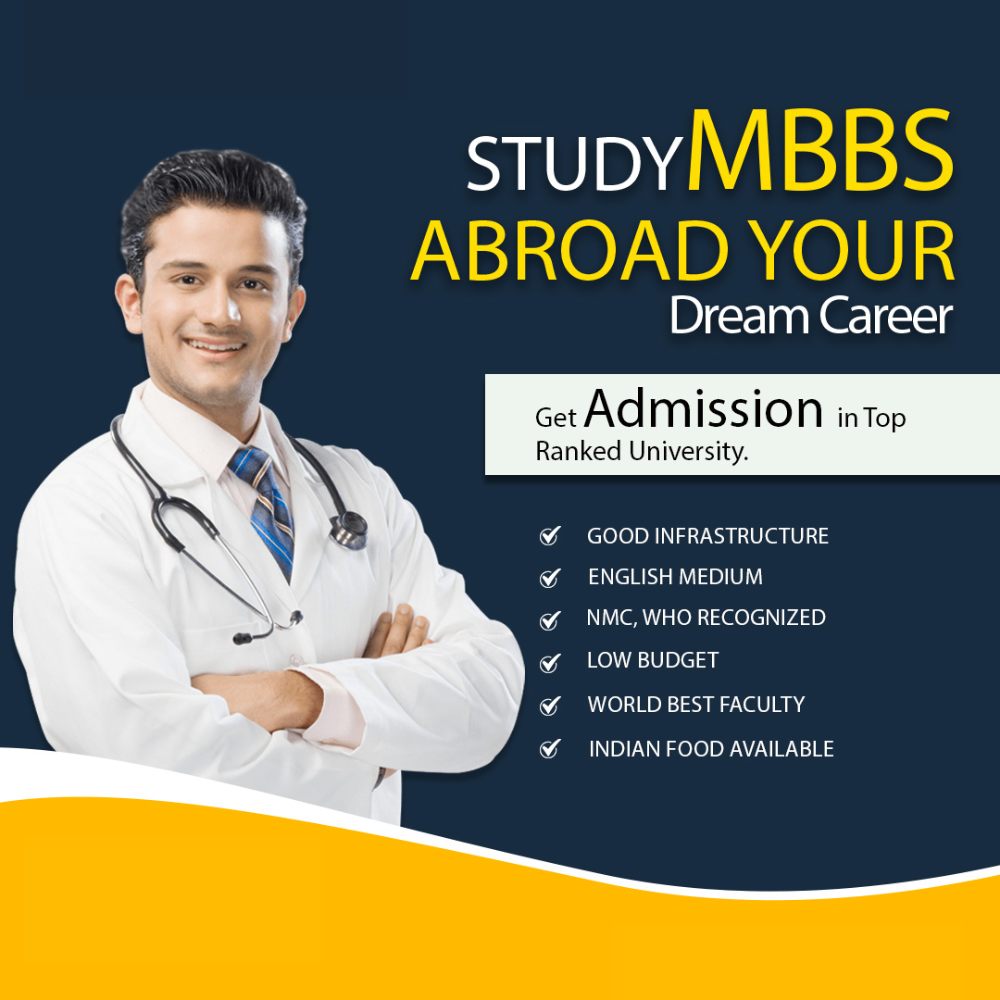 STUDY MBBS
ABROAD YOUR
Dream Career
Get Admission in Top
Ranked University.
GOOD INFRASTRUCTURE
ENGLISH MEDIUM
NMC, WHO RECOGNIZED
LOW BUDGET
WORLD BEST FACULTY
INDIAN FOOD AVAILABLE